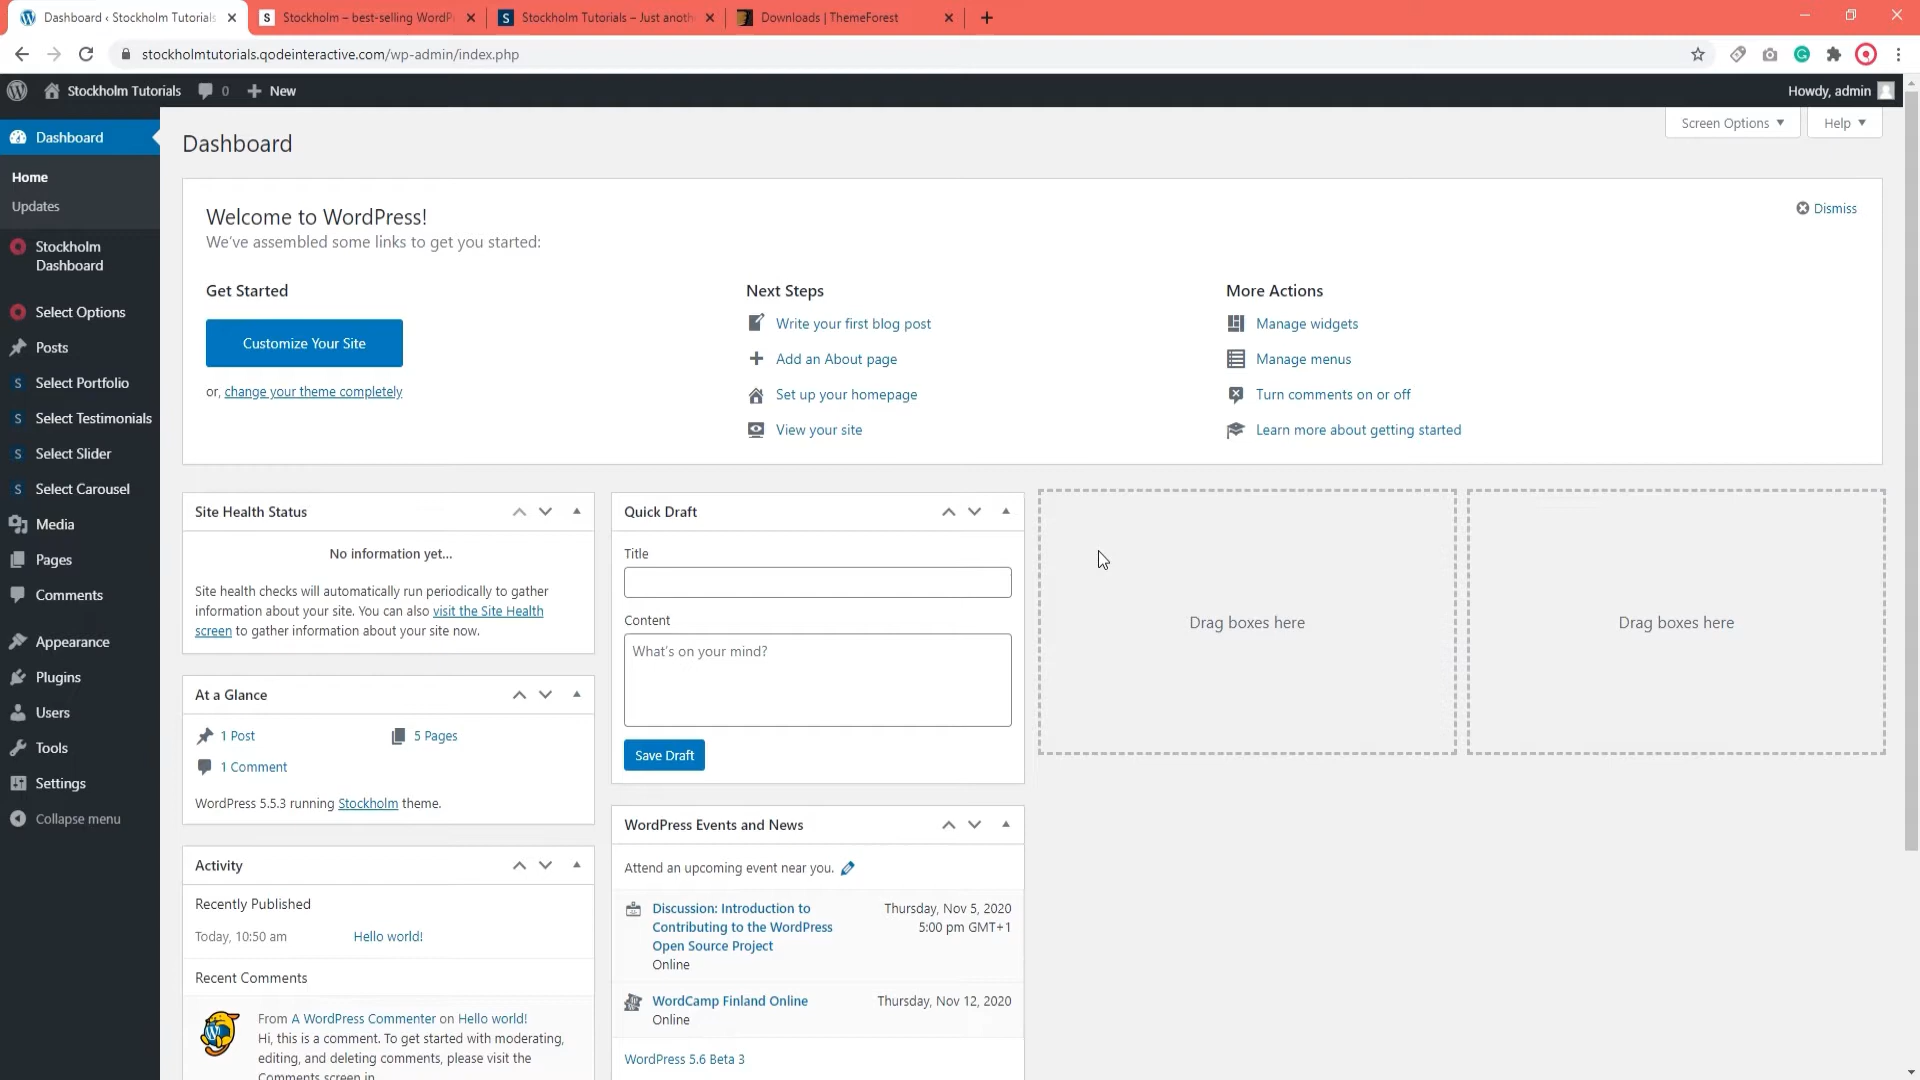 Dashboard ‹ Stockholm Tutorials
Stockholm – best-selling WordPr
Stockholm Tutorials – Just anoth
Downloads | ThemeForest
stockholmtutorials.qodeinteractive.com/wp-admin/index.php
Stockholm Tutorials
0
New
Howdy, admin
Dashboard
Home
Updates
Stockholm
Dashboard
Select Options
Posts
Select Portfolio
Select Testimonials
Select Slider
Select Carousel
Media
Pages
Comments
Appearance
Plugins
Users
Tools
Settings
Collapse menu
Screen Options
Help
Dashboard
Welcome to WordPress!
We've assembled some links to get you started:
Dismiss
Get Started
Customize Your Site
or, change your theme completely
Next Steps
Write your first blog post
Add an About page
Set up your homepage
View your site
More Actions
Manage widgets
Manage menus
Turn comments on or off
Learn more about getting started
Site Health Status
No information yet...
Site health checks will automatically run periodically to gather
information about your site. You can also visit the Site Health
screen to gather information about your site now.
At a Glance
1 Post
5 Pages
1 Comment
WordPress 5.5.3 running Stockholm theme.
Activity
Recently Published
Today, 10:50 am
Hello world!
Recent Comments
From A WordPress Commenter on Hello world!
Hi, this is a comment. To get started with moderating,
editing, and deleting comments, please visit the
Comments screen in
Quick Draft
Title
Content
What's on your mind?
Save Draft
WordPress Events and News
Attend an upcoming event near you.
Discussion: Introduction to
Contributing to the WordPress
Open Source Project
Online
Thursday, Nov 5, 2020
5:00 pm GMT+1
WordCamp Finland Online
Online
Thursday, Nov 12, 2020
WordPress 5.6 Beta 3
Drag boxes here
Drag boxes here